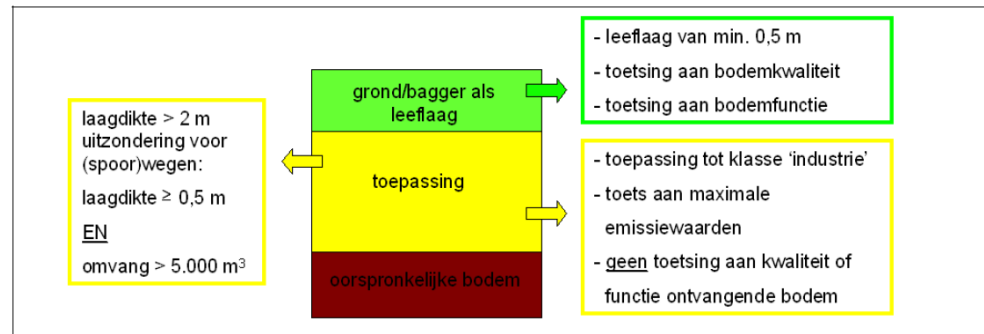 laagdikte > 2 m
uitzondering voor
(spoor)wegen:
laagdikte ≥ 0,5 m
EN
omvang > 5.000 m³
grond/bagger als
leeflaag
toepassing
oorspronkelijke bodem
- leeflaag van min. 0,5 m
- toetsing aan bodemkwaliteit
- toetsing aan bodemfunctie
- toepassing tot klasse ‘industrie’
- toets aan maximale
emissiewaarden
- geen toetsing aan kwaliteit of
functie ontvangende bodem